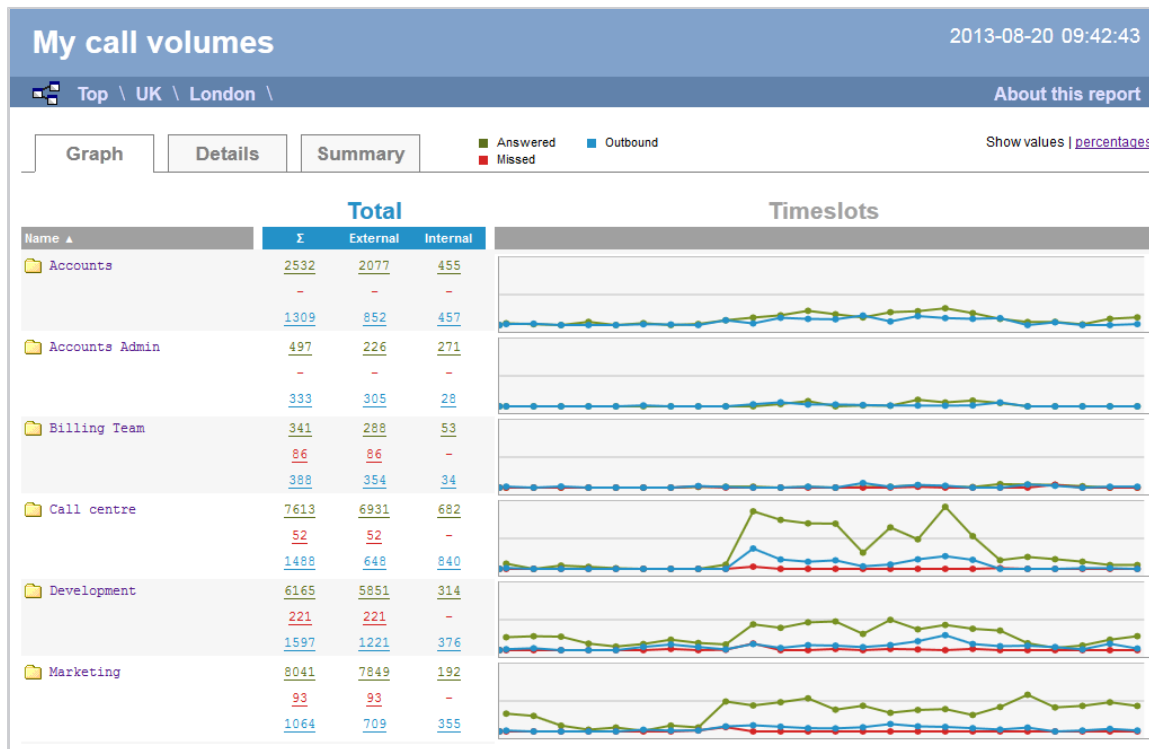 My call volumes 2013-08-20 09:42:43
Top \ UK \ London \ About this report
Graph Details Summary Answered Outbound Show values | percentages
Missed
Total Timeslots
Name ▲ Σ External Internal
Accounts 2532 2077 455
- - -
1309 852 457
Accounts Admin 497 226 271
- - -
333 305 28
Billing Team 341 288 53
86 86 -
388 354 34
Call centre 7613 6931 682
52 52 -
1488 648 840
Development 6165 5851 314
221 221 -
1597 1221 376
Marketing 8041 7849 192
93 93 -
1064 709 355